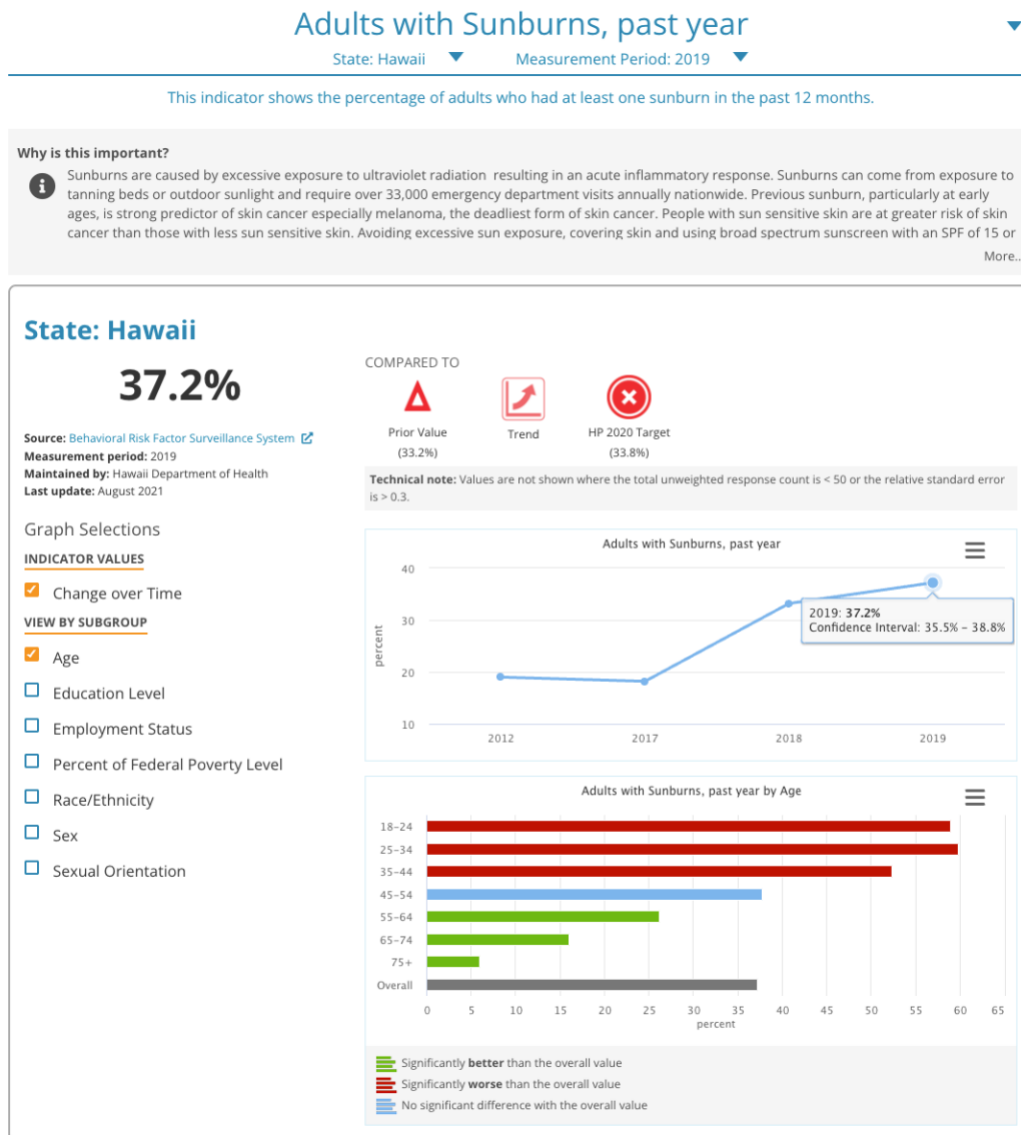 Adults with Sunburns, past year
State: Hawaii Measurement Period: 2019
This indicator shows the percentage of adults who had at least one sunburn in the past 12 months.
Why is this important?
Sunburns are caused by excessive exposure to ultraviolet radiation resulting in an acute inflammatory response. Sunburns can come from exposure to
tanning beds or outdoor sunlight and require over 33,000 emergency department visits annually nationwide. Previous sunburn, particularly at early
ages, is strong predictor of skin cancer especially melanoma, the deadliest form of skin cancer. People with sun sensitive skin are at greater risk of skin
cancer than those with less sun sensitive skin. Avoiding excessive sun exposure, covering skin and using broad spectrum sunscreen with an SPF of 15 or
More..
State: Hawaii
37.2%
Source: Behavioral Risk Factor Surveillance System
Measurement period: 2019
Maintained by: Hawaii Department of Health
Last update: August 2021
COMPARED TO
Prior Value
(33.2%)
Trend
HP 2020 Target
(33.8%)
Technical note: Values are not shown where the total unweighted response count is < 50 or the relative standard error
is > 0.3.
Graph Selections
INDICATOR VALUES
Change over Time
VIEW BY SUBGROUP
Age
Education Level
Employment Status
Percent of Federal Poverty Level
Race/Ethnicity
Sex
Sexual Orientation
Adults with Sunburns, past year
percent
40
30
20
10
2012 2017 2018 2019
2019: 37.2%
Confidence Interval: 35.5% – 38.8%
Adults with Sunburns, past year by Age
18–24
25–34
35–44
45–54
55–64
65–74
75+
Overall
0 5 10 15 20 25 30 35 40 45 50 55 60 65
percent
Significantly better than the overall value
Significantly worse than the overall value
No significant difference with the overall value